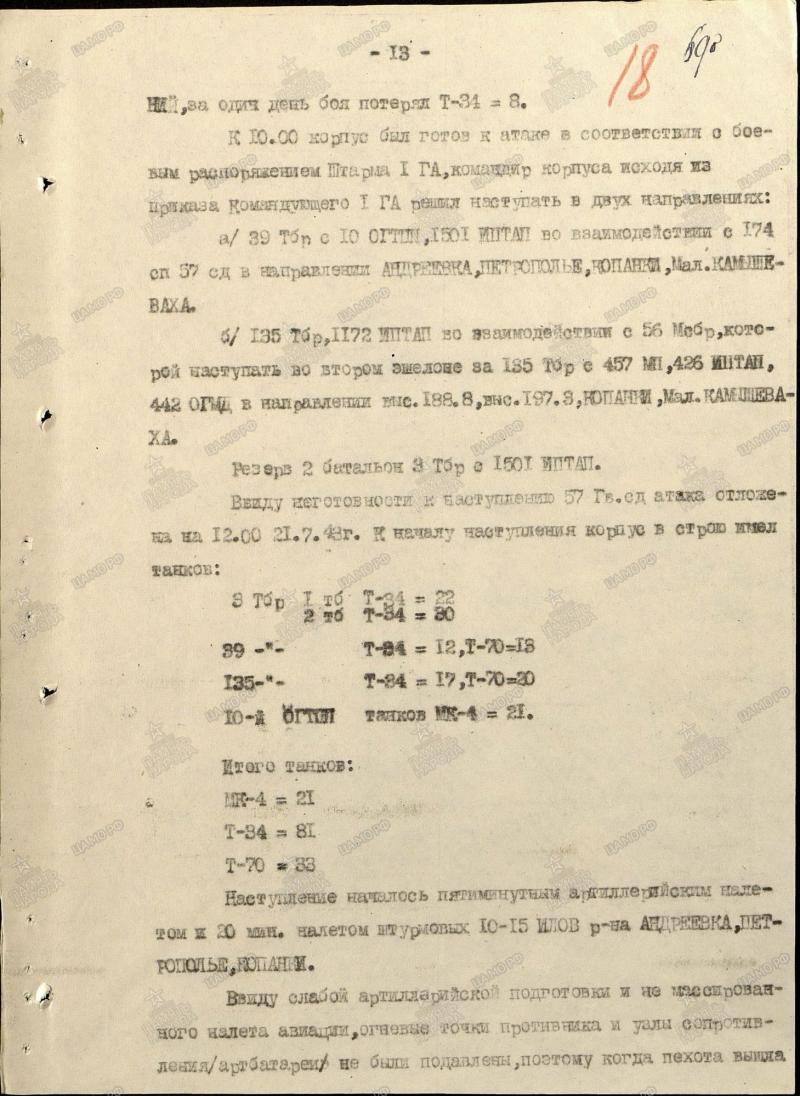 - 13 -
18
НИЙ,за один день боя потерял Т-34 = 8.
К 10.00 корпус был готов к атаке в соответствии с бое-
вым распоряжением Штарма I ГА,командир корпуса исходя из
приказа Командующего I ГА решил наступать в двух направлениях:
а/ 39 Тбр с 10 ОГТПП,1501 ИПТАП во взаимодействии с 174
сп 57 сд в направлении АНДРЕЕВКА,ПЕТРОПОЛЬЕ,КОПАНКИ,Мал.КАМЫШЕ-
ВАХА.
б/ 135 Тбр,1172 ИПТАП во взаимодействии с 56 Мсбр,кото-
рой наступать во втором эшелоне за 135 Тбр с 457 МП,426 ИПТАП,
442 ОГМД в направлении выс.188.8,выс.197.3,КОПАНКИ,Мал.КАМЫШЕВА-
ХА.
Резерв 2 батальон 3 Тбр с 1501 ИПТАП.
Ввиду неготовности к наступлению 57 Гв.сд атака отложе-
на на 12.00 21.7.43г. К началу наступления корпус в строю имел
танков:
3 Тбр I тб Т-34 = 22
2 тб Т-34 = 30
39 -"- Т-34 = 12,Т-70=13
135-"- Т-34 = 17,Т-70=20
10-й ОГТПП танков МК-4 = 21.
Итого танков:
МК-4 = 21
Т-34 = 81
Т-70 = 33
Наступление началось пятиминутным артиллерийским нале-
том и 20 мин. налетом штурмовых 10-15 ИЛОВ р-на АНДРЕЕВКА,ПЕТ-
РОПОЛЬЕ,КОПАНКИ.
Ввиду слабой артиллерийской подготовки и не массирован-
ного налета авиации,огневые точки противника и узлы сопротив-
ления/артбатареи/ не были подавлены,поэтому когда пехота вышла